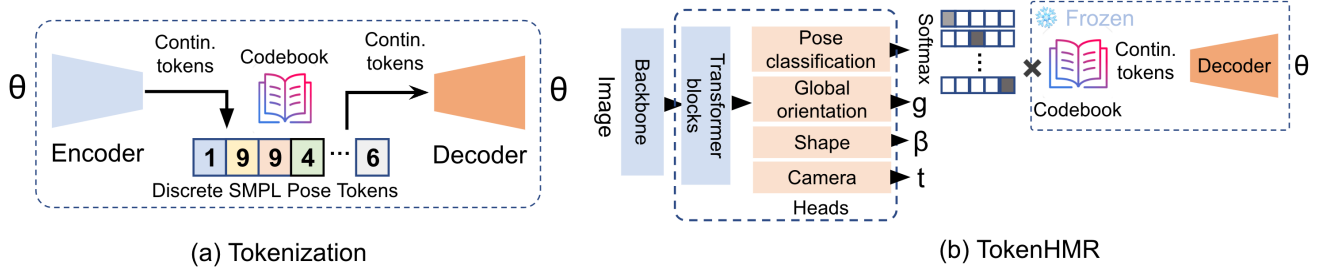 θ
Encoder
Contin.
tokens
Codebook
1 9 9 4 ... 6
Discrete SMPL Pose Tokens
Contin.
tokens
Decoder
θ
(a) Tokenization
Image
Backbone
Transformer
blocks
Pose
classification
Global
orientation
Shape
Camera
Heads
Softmax
g
β
t
...
×
Frozen
Codebook
Contin.
tokens
Decoder
θ
(b) TokenHMR